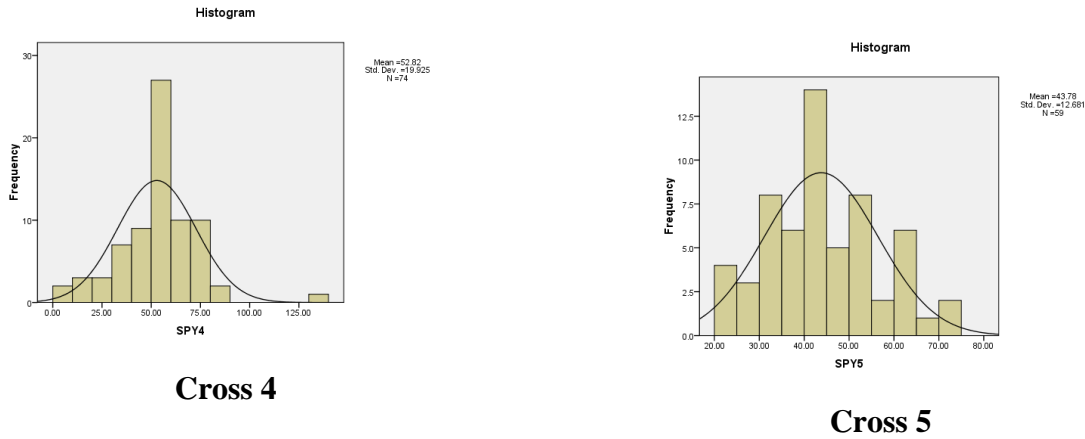 Histogram
Mean =52.82
Std. Dev. =19.925
N =74
30
20
10
0
Frequency
0.00 25.00 50.00 75.00 100.00 125.00
SPY4
Cross 4
Histogram
Mean =43.78
Std. Dev. =12.681
N =59
12.5
10.0
7.5
5.0
2.5
0.0
Frequency
20.00 30.00 40.00 50.00 60.00 70.00 80.00
SPY5
Cross 5